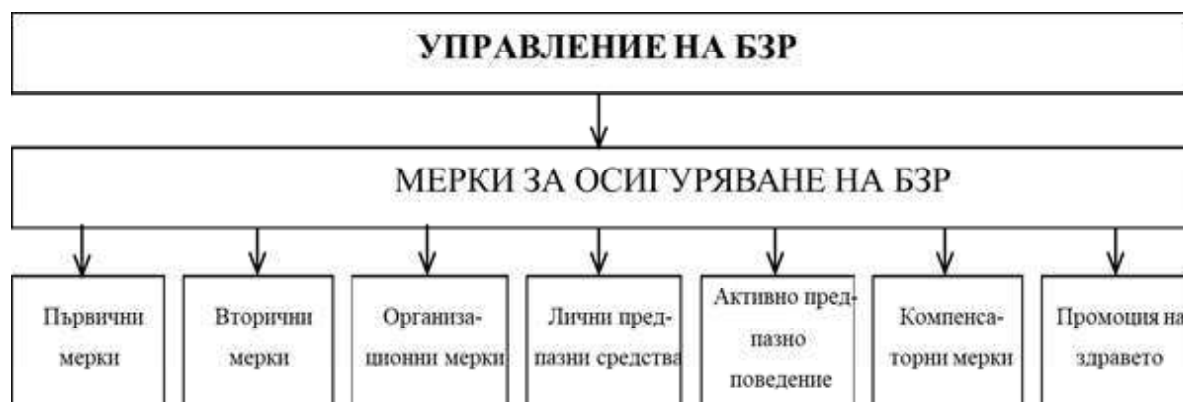 УПРАВЛЕНИЕ НА БЗР
МЕРКИ ЗА ОСИГУРЯВАНЕ НА БЗР
Първични
мерки
Вторични
мерки
Организа-
ционни мерки
Лични пред-
пазни средства
Активно пред-
пазно
поведение
Компенса-
торни мерки
Промоция на
здравето